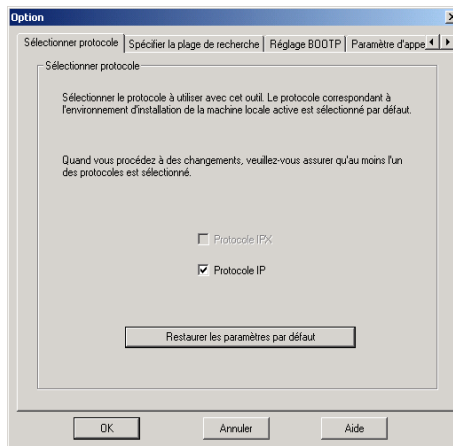 Option
Sélectionner protocole Spécifier la plage de recherche Réglage BOOTP Paramètre d'appe
Sélectionner protocole
Sélectionner le protocole à utiliser avec cet outil. Le protocole correspondant à
l'environnement d'installation de la machine locale active est sélectionné par défaut.
Quand vous procédez à des changements, veuillez-vous assurer qu'au moins l'un
des protocoles est sélectionné.
Protocole IPX
Protocole IP
Restaurer les paramètres par défaut
OK Annuler Aide